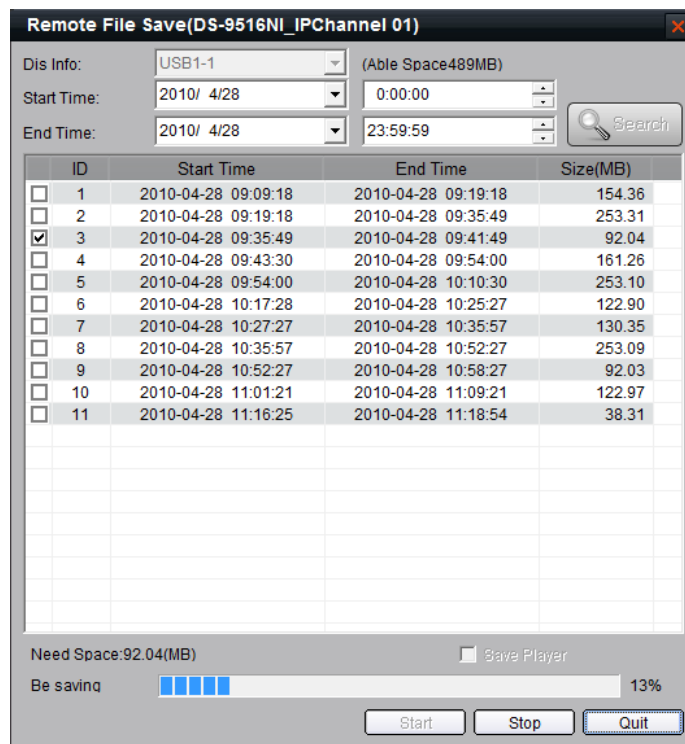 Remote File Save(DS-9516NI_IPChannel 01)
Dis Info: USB1-1 (Able Space489MB)
Start Time: 2010/ 4/28 0:00:00
End Time: 2010/ 4/28 23:59:59 Search
ID Start Time End Time Size(MB)
1 2010-04-28 09:09:18 2010-04-28 09:19:18 154.36
2 2010-04-28 09:19:18 2010-04-28 09:35:49 253.31
3 2010-04-28 09:35:49 2010-04-28 09:41:49 92.04
4 2010-04-28 09:43:30 2010-04-28 09:54:00 161.26
5 2010-04-28 09:54:00 2010-04-28 10:10:30 253.10
6 2010-04-28 10:17:28 2010-04-28 10:25:27 122.90
7 2010-04-28 10:27:27 2010-04-28 10:35:57 130.35
8 2010-04-28 10:35:57 2010-04-28 10:52:27 253.09
9 2010-04-28 10:52:27 2010-04-28 10:58:27 92.03
10 2010-04-28 11:01:21 2010-04-28 11:09:21 122.97
11 2010-04-28 11:16:25 2010-04-28 11:18:54 38.31
Need Space:92.04(MB) Save Player
Be saving 13%
Start Stop Quit